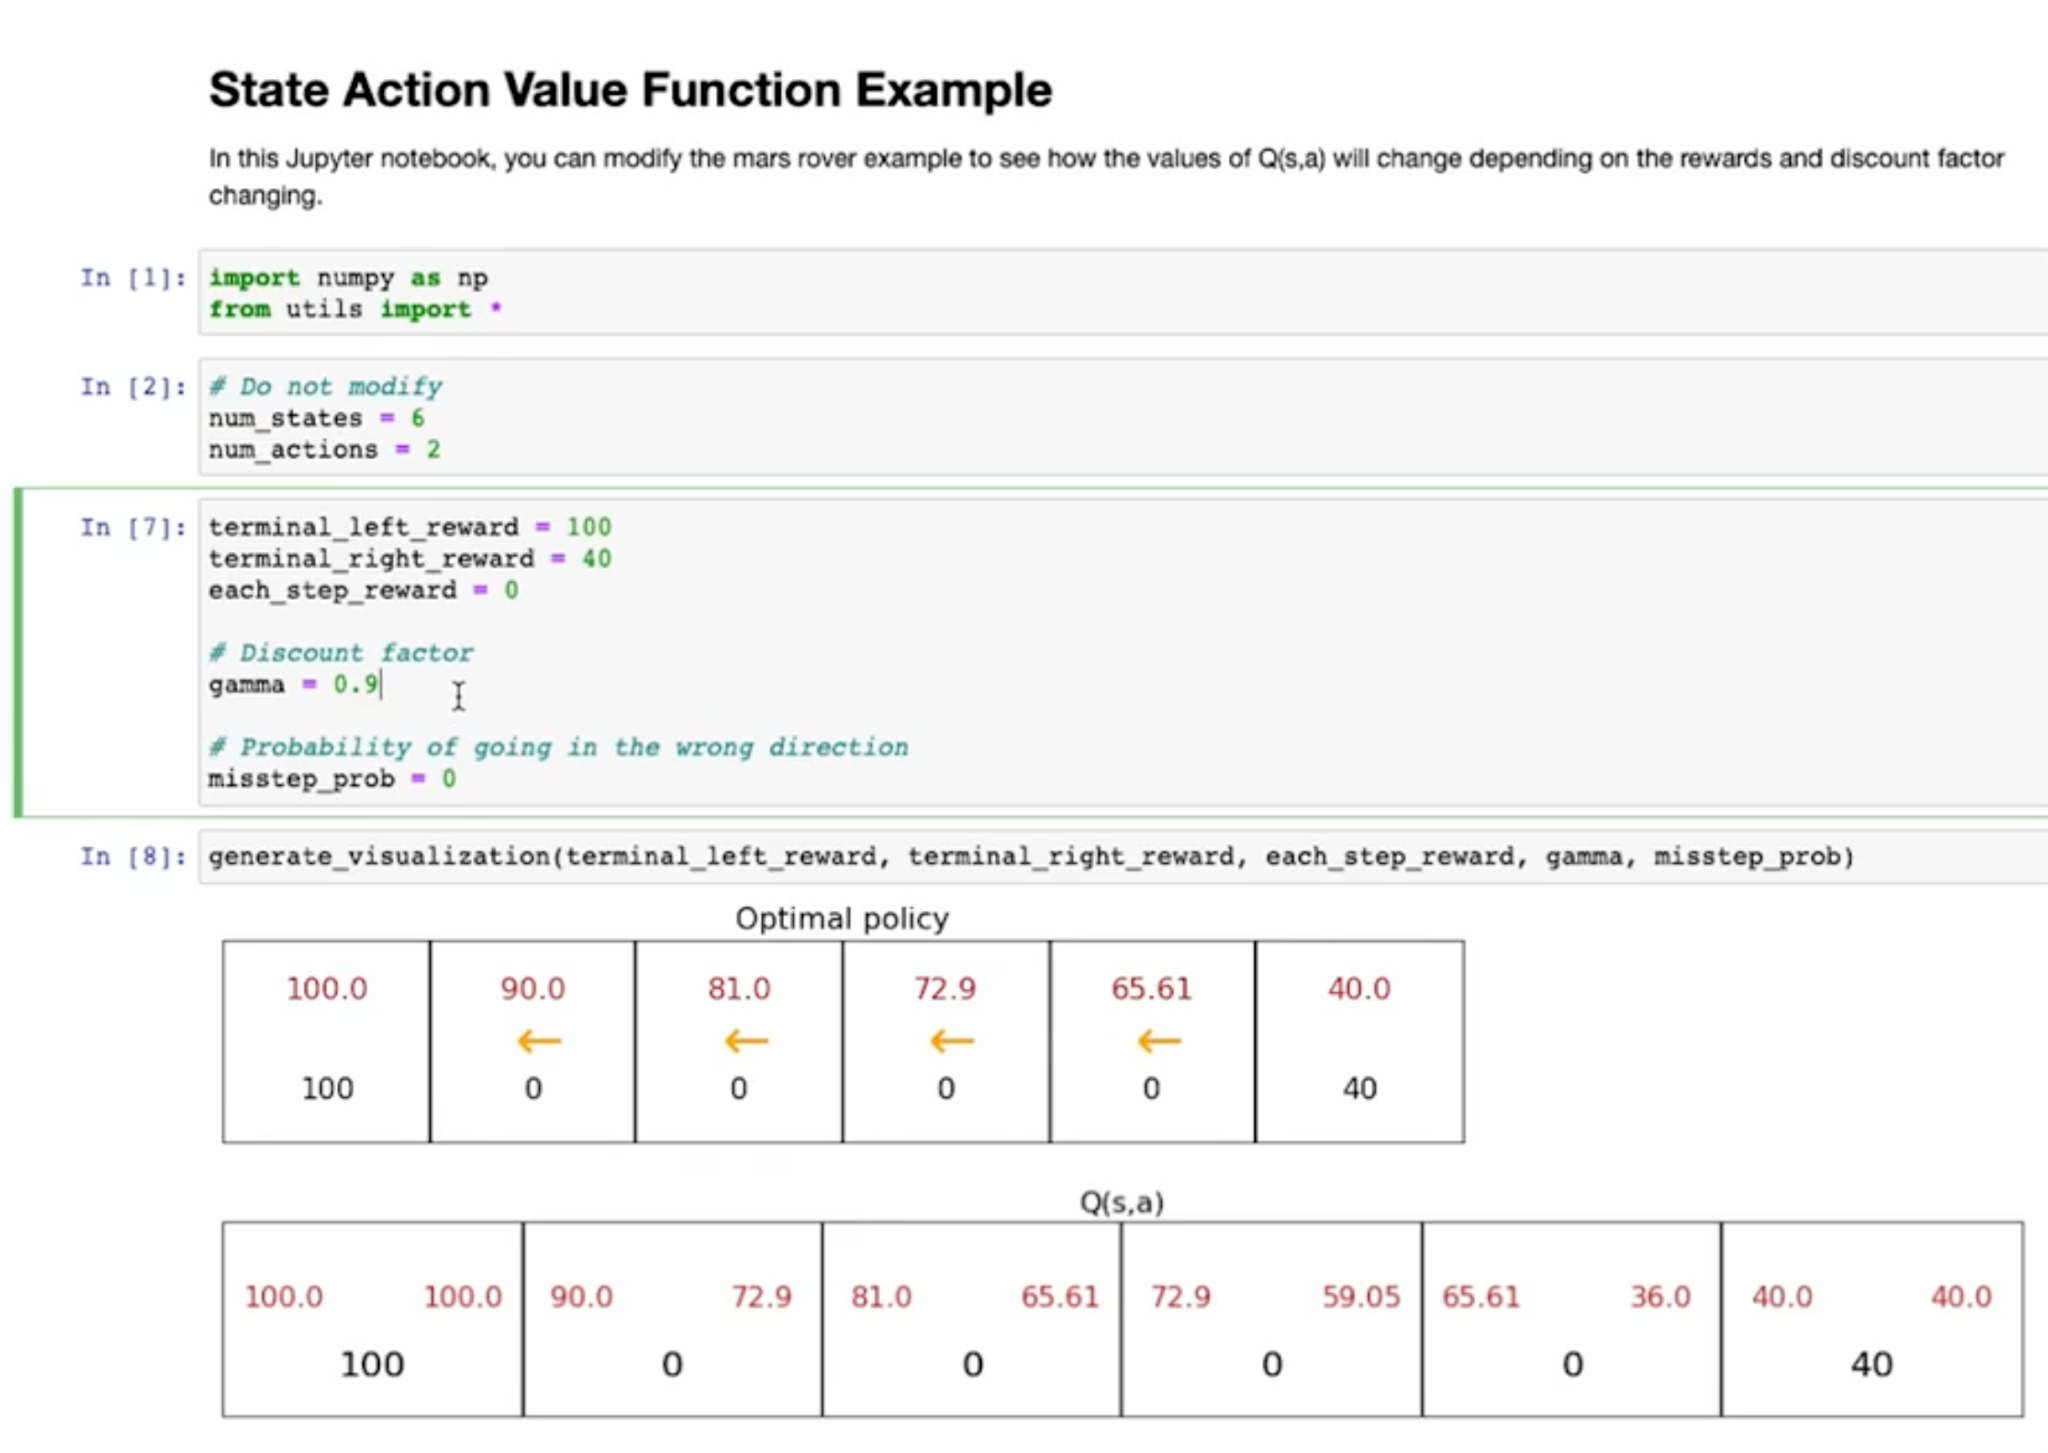 State Action Value Function Example
In this Jupyter notebook, you can modify the mars rover example to see how the values of Q(s,a) will change depending on the rewards and discount factor
changing.
In [1]: import numpy as np
from utils import *
In [2]: # Do not modify
num_states = 6
num_actions = 2
In [7]: terminal_left_reward = 100
terminal_right_reward = 40
each_step_reward = 0
# Discount factor
gamma = 0.9
# Probability of going in the wrong direction
misstep_prob = 0
In [8]: generate_visualization(terminal_left_reward, terminal_right_reward, each_step_reward, gamma, misstep_prob)
Optimal policy
100.0 90.0 81.0 72.9 65.61 40.0
← ← ← ←
100 0 0 0 0 40
Q(s,a)
100.0 100.0 90.0 72.9 81.0 65.61 72.9 59.05 65.61 36.0 40.0 40.0
100 0 0 0 0 40